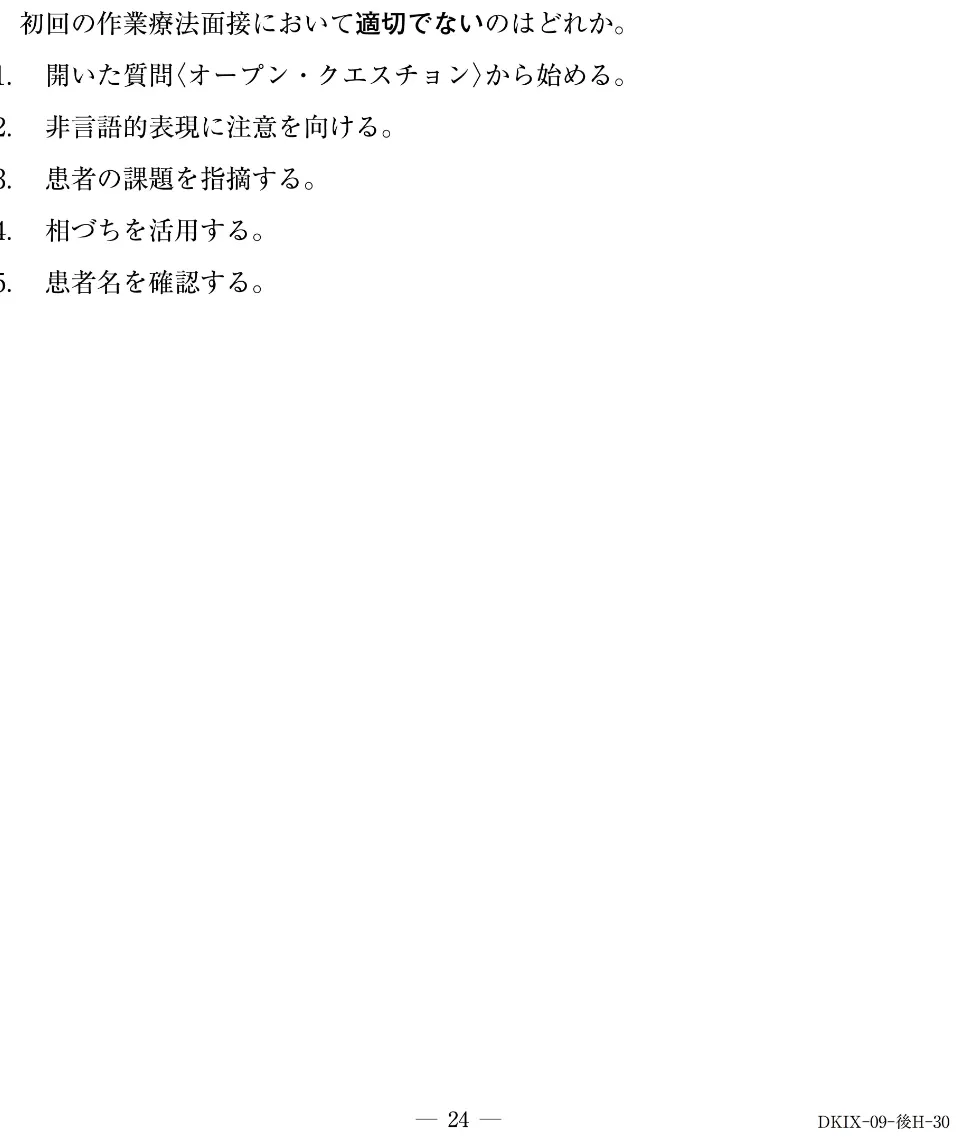 初回の作業療法面接において適切でないのはどれか。
1. 開いた質問〈オープン・クエスチョン〉から始める。
2. 非言語的表現に注意を向ける。
3. 患者の課題を指摘する。
4. 相づちを活用する。
5. 患者名を確認する。
— 24 —
DKIX-09-後H-30